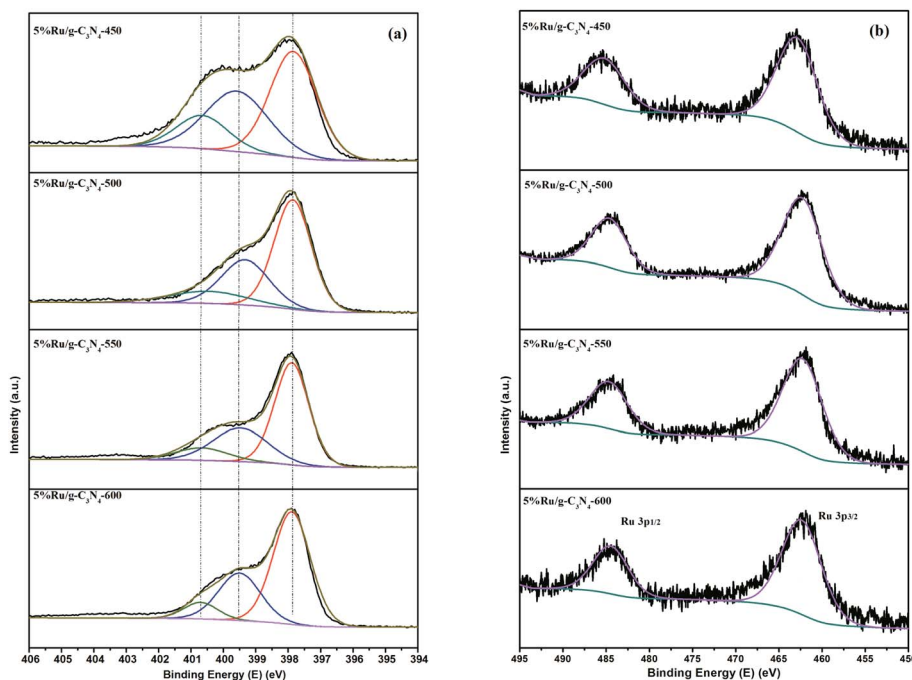 5%Ru/g-C₃N₄-450
(a)
5%Ru/g-C₃N₄-500
5%Ru/g-C₃N₄-550
5%Ru/g-C₃N₄-600
Intensity (a.u.)
406 405 404 403 402 401 400 399 398 397 396 395 394
Binding Energy (E) (eV)
5%Ru/g-C₃N₄-450
(b)
5%Ru/g-C₃N₄-500
5%Ru/g-C₃N₄-550
5%Ru/g-C₃N₄-600
Ru 3p1/2
Ru 3p3/2
Intensity (a.u.)
495 490 485 480 475 470 465 460 455 450
Binding Energy (E) (eV)